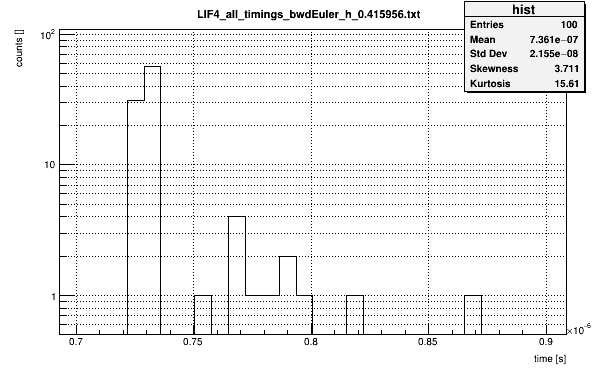 LIF4_all_timings_bwdEuler_h_0.415956.txt
hist
Entries 100
Mean 7.361e−07
Std Dev 2.155e−08
Skewness 3.711
Kurtosis 15.61
counts []
10²
10
1
0.7 0.75 0.8 0.85 0.9
×10⁻⁶
time [s]